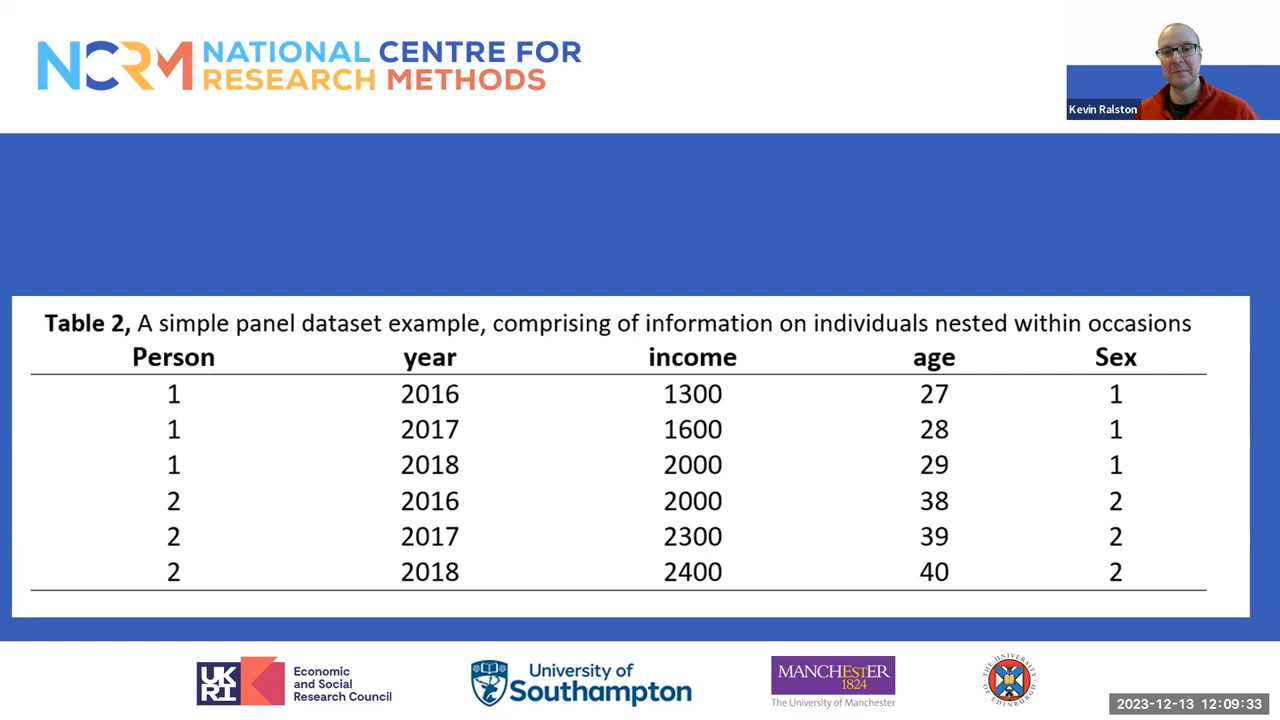 NCRM NATIONAL CENTRE FOR
RESEARCH METHODS
Kevin Ralston
Table 2, A simple panel dataset example, comprising of information on individuals nested within occasions
Person year income age Sex
1 2016 1300 27 1
1 2017 1600 28 1
1 2018 2000 29 1
2 2016 2000 38 2
2 2017 2300 39 2
2 2018 2400 40 2
UKRI
Economic
and Social
Research Council
University of
Southampton
MANCHESTER
1824
The University of Manchester
THE UNIVERSITY OF EDINBURGH
2023-12-13 12:09:33